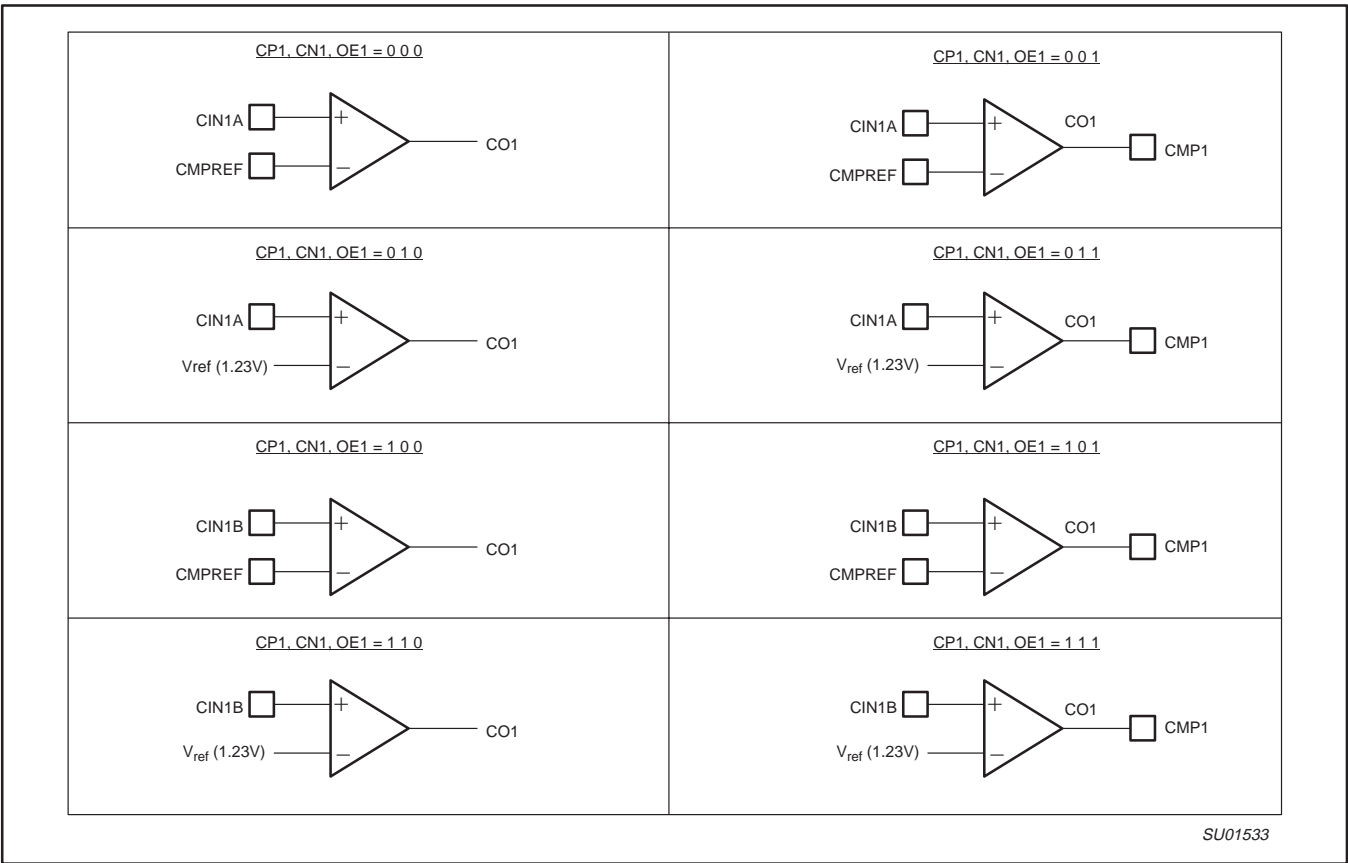 CP1, CN1, OE1 = 0 0 0
CIN1A
+
CO1
CMPREF
–
CP1, CN1, OE1 = 0 0 1
CIN1A
+
CO1
CMP1
CMPREF
–
CP1, CN1, OE1 = 0 1 0
CIN1A
+
CO1
Vref (1.23V)
–
CP1, CN1, OE1 = 0 1 1
CIN1A
+
CO1
CMP1
Vref (1.23V)
–
CP1, CN1, OE1 = 1 0 0
CIN1B
+
CO1
CMPREF
–
CP1, CN1, OE1 = 1 0 1
CIN1B
+
CO1
CMP1
CMPREF
–
CP1, CN1, OE1 = 1 1 0
CIN1B
+
CO1
Vref (1.23V)
–
CP1, CN1, OE1 = 1 1 1
CIN1B
+
CO1
CMP1
Vref (1.23V)
–
SU01533